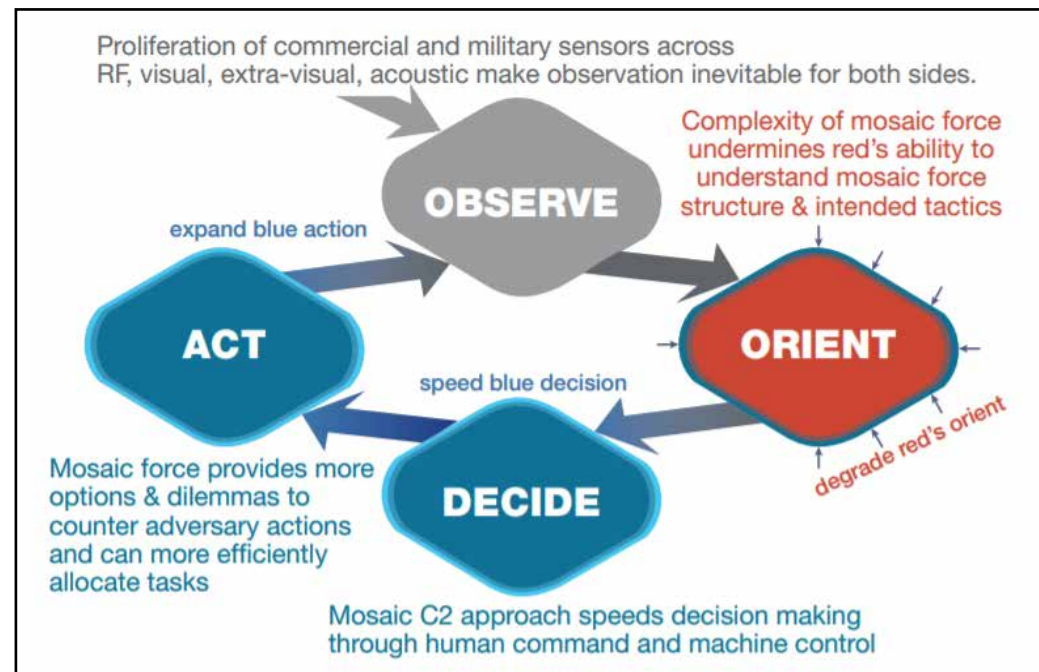 Proliferation of commercial and military sensors across
RF, visual, extra-visual, acoustic make observation inevitable for both sides.
OBSERVE
Complexity of mosaic force
undermines red's ability to
understand mosaic force
structure & intended tactics
expand blue action
ACT
ORIENT
speed blue decision
degrade red's orient
DECIDE
Mosaic force provides more
options & dilemmas to
counter adversary actions
and can more efficiently
allocate tasks
Mosaic C2 approach speeds decision making
through human command and machine control